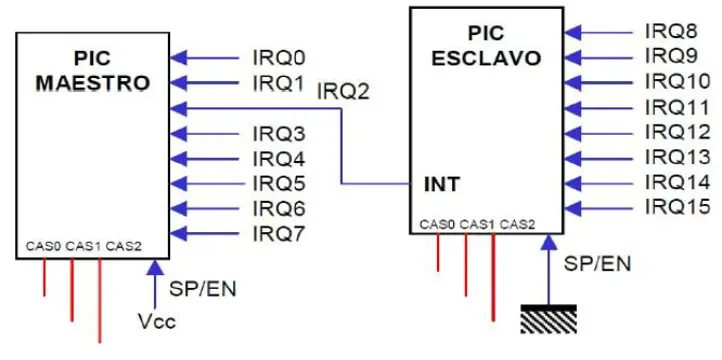 PIC
MAESTRO
IRQ0
IRQ1
IRQ2
IRQ3
IRQ4
IRQ5
IRQ6
IRQ7
CAS0 CAS1 CAS2
SP/EN
Vcc
PIC
ESCLAVO
IRQ8
IRQ9
IRQ10
IRQ11
IRQ12
IRQ13
IRQ14
IRQ15
INT
CAS0 CAS1 CAS2
SP/EN